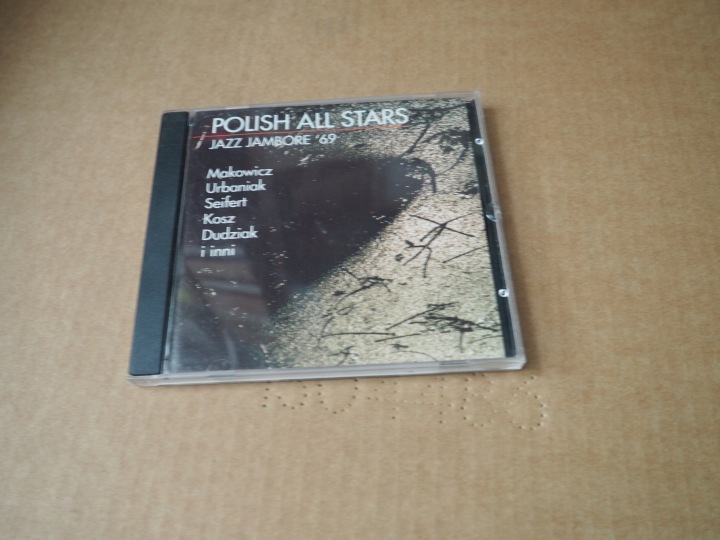 POLISH ALL STARS
JAZZ JAMBORE '69
Makowicz
Urbaniak
Seifert
Kosz
Dudziak
i inni